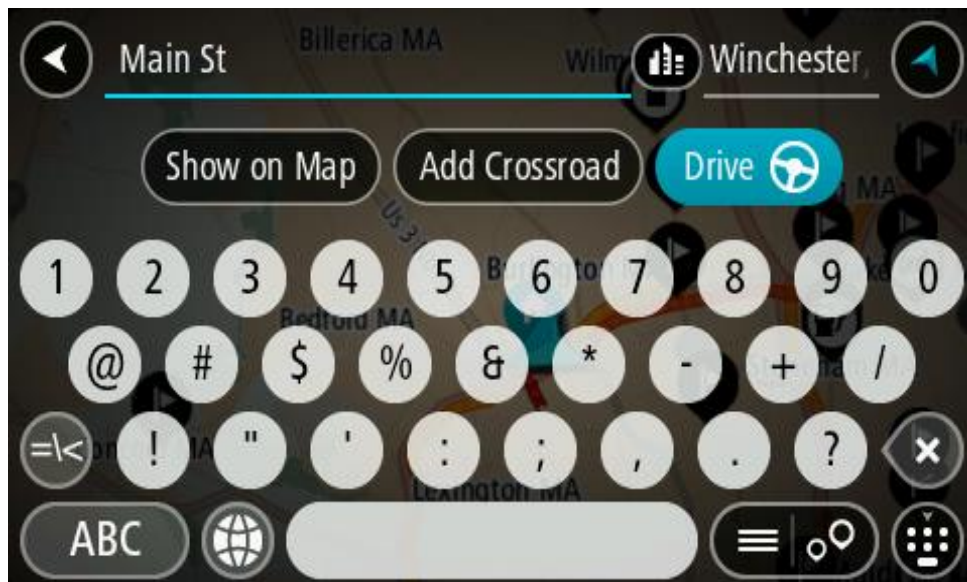 Billerica MA
Main St
Winchester,
Show on Map Add Crossroad Drive
1 2 3 4 5 6 7 8 9 0
Bedford MA
@ # $ % & * - + /
=\< ! " ' : ; , . ?
Lexington MA
ABC